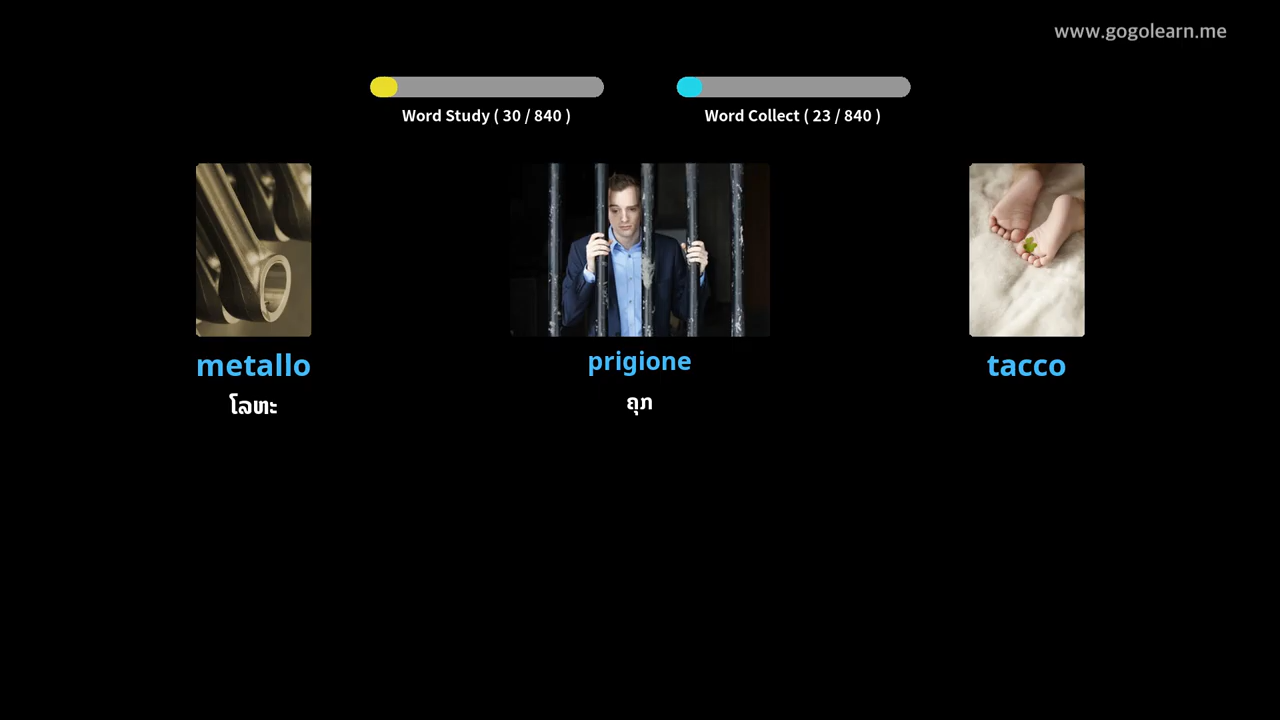 www.gogolearn.me
Word Study ( 30 / 840 )
Word Collect ( 23 / 840 )
metallo
prigione
tacco
ໂລຫະ
ຄຸກ